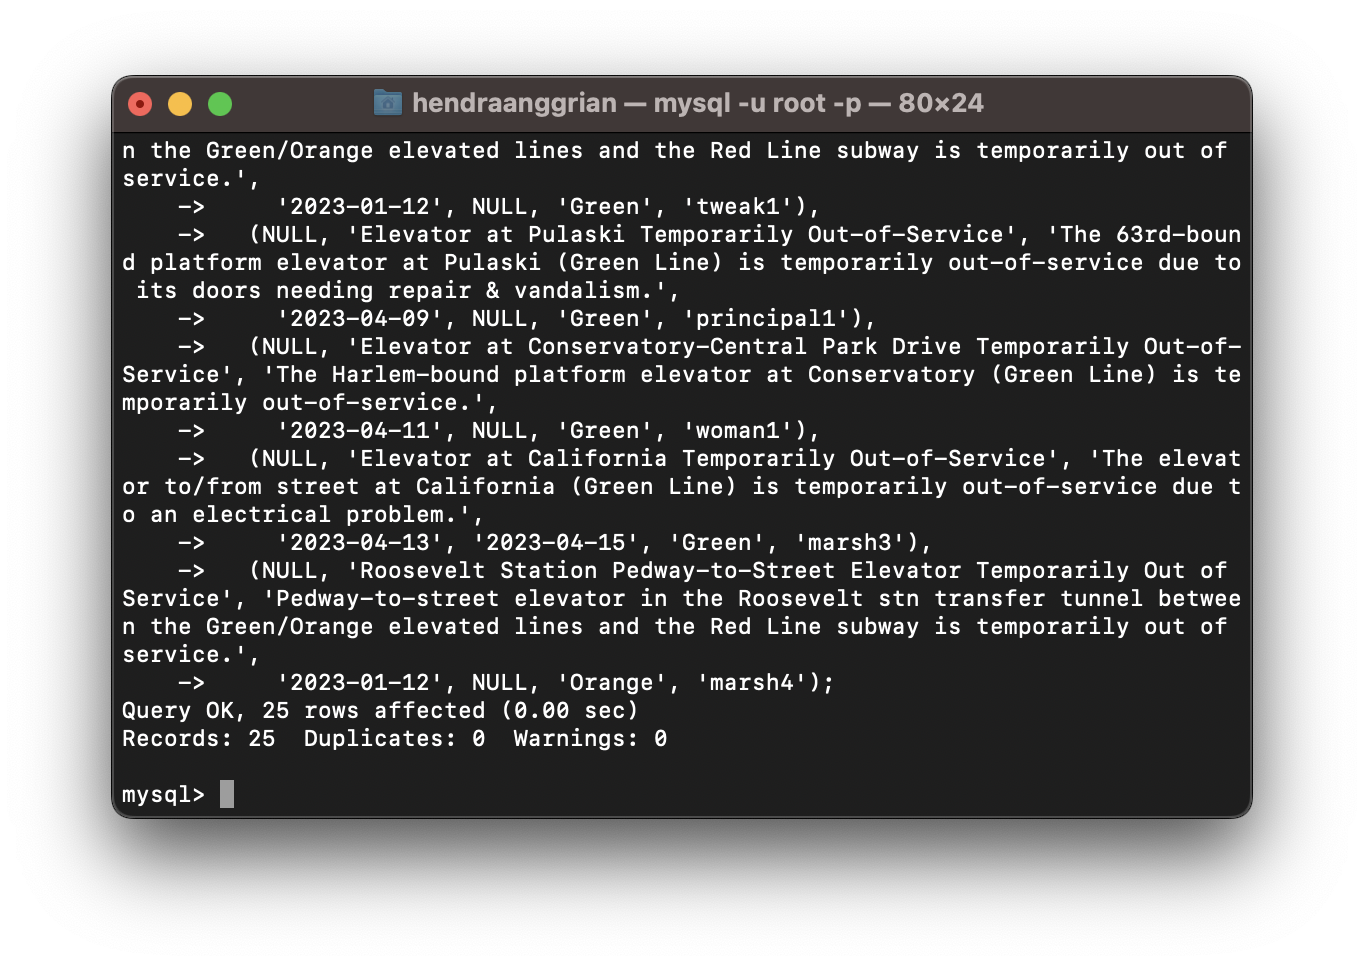 hendraanggrian — mysql -u root -p — 80×24
n the Green/Orange elevated lines and the Red Line subway is temporarily out of
service.',
    ->     '2023-01-12', NULL, 'Green', 'tweak1'),
    ->   (NULL, 'Elevator at Pulaski Temporarily Out-of-Service', 'The 63rd-boun
d platform elevator at Pulaski (Green Line) is temporarily out-of-service due to
 its doors needing repair & vandalism.',
    ->     '2023-04-09', NULL, 'Green', 'principal1'),
    ->   (NULL, 'Elevator at Conservatory-Central Park Drive Temporarily Out-of-
Service', 'The Harlem-bound platform elevator at Conservatory (Green Line) is te
mporarily out-of-service.',
    ->     '2023-04-11', NULL, 'Green', 'woman1'),
    ->   (NULL, 'Elevator at California Temporarily Out-of-Service', 'The elevat
or to/from street at California (Green Line) is temporarily out-of-service due t
o an electrical problem.',
    ->     '2023-04-13', '2023-04-15', 'Green', 'marsh3'),
    ->   (NULL, 'Roosevelt Station Pedway-to-Street Elevator Temporarily Out of
Service', 'Pedway-to-street elevator in the Roosevelt stn transfer tunnel betwee
n the Green/Orange elevated lines and the Red Line subway is temporarily out of
service.',
    ->     '2023-01-12', NULL, 'Orange', 'marsh4');
Query OK, 25 rows affected (0.00 sec)
Records: 25  Duplicates: 0  Warnings: 0
mysql>